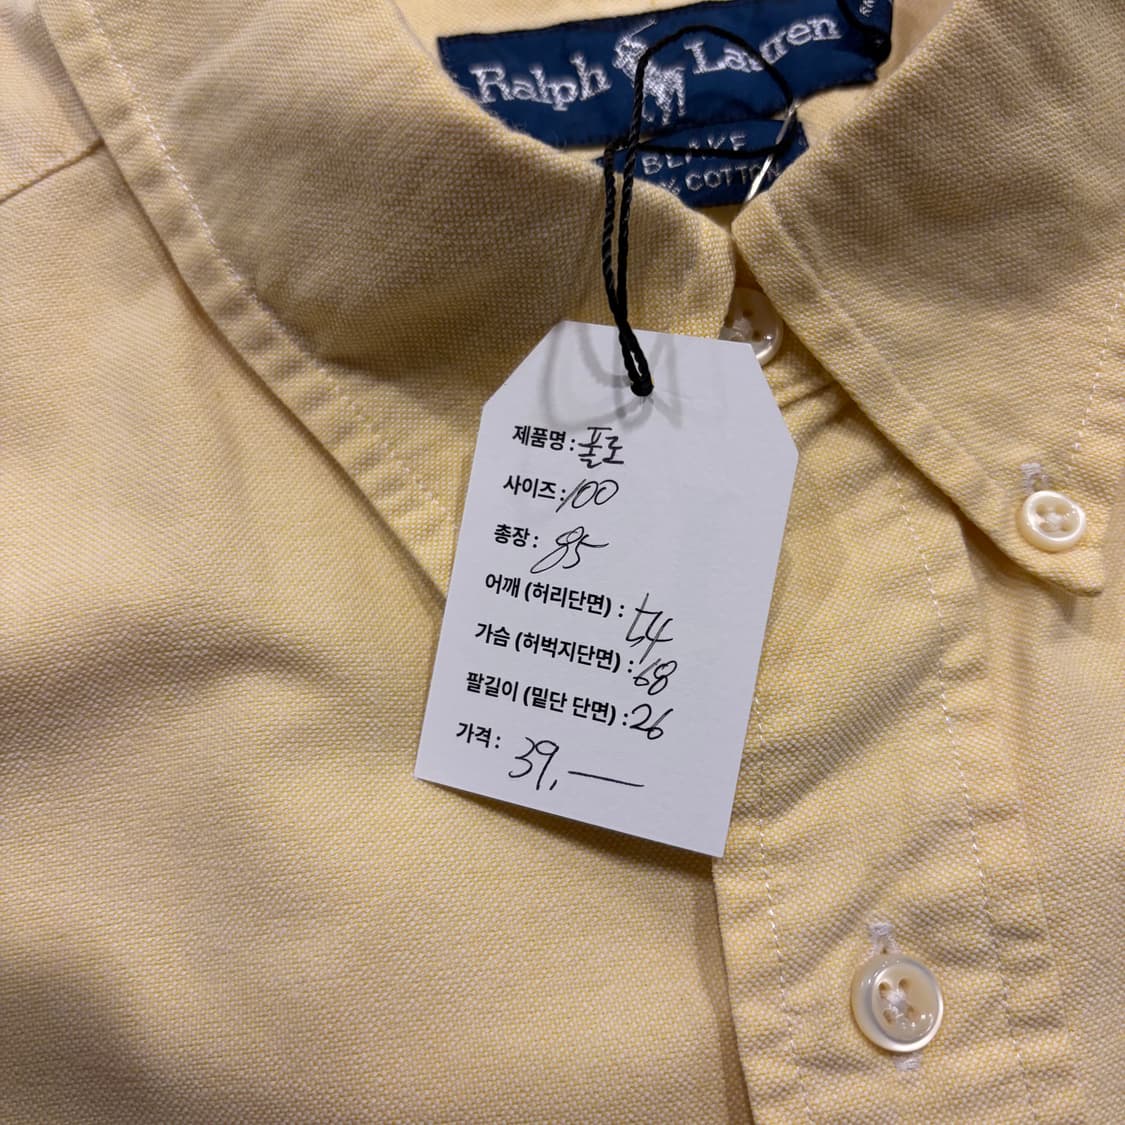 Ralph Lauren
BLAKE
% COTTON
제품명 : 폴로
사이즈 : 100
총장 : 85
어깨 (허리단면) : 54
가슴 (허벅지단면) : 68
팔길이 (밑단 단면) : 26
가격 : 39,—